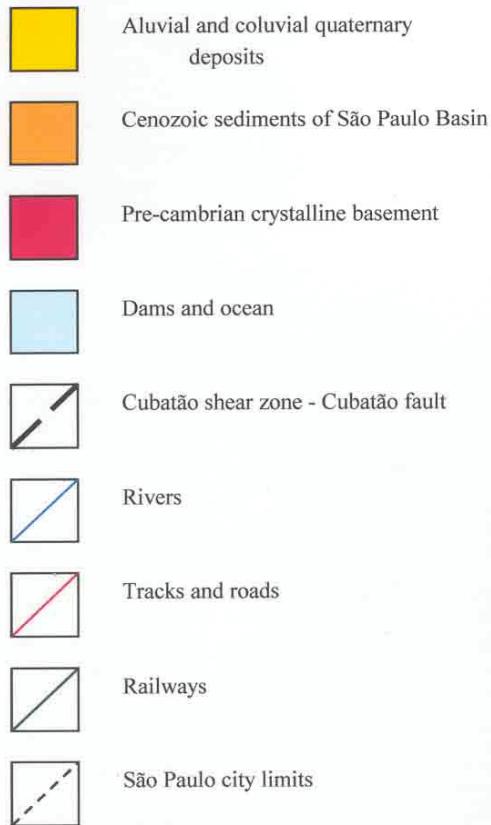 Aluvial and coluvial quaternary
deposits
Cenozoic sediments of São Paulo Basin
Pre-cambrian crystalline basement
Dams and ocean
Cubatão shear zone - Cubatão fault
Rivers
Tracks and roads
Railways
São Paulo city limits